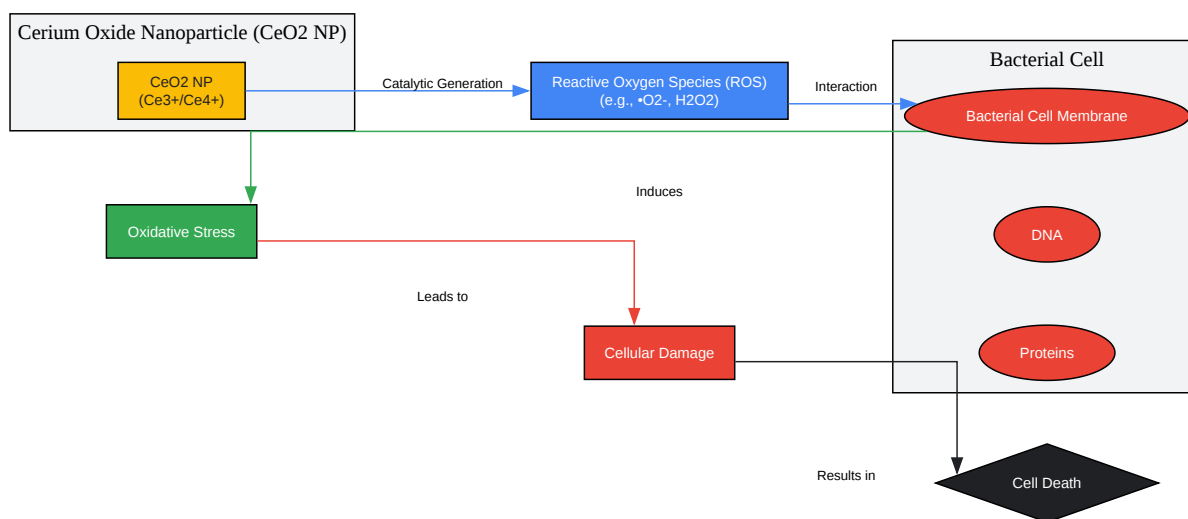 Cerium Oxide Nanoparticle (CeO2 NP)
CeO2 NP
(Ce3+/Ce4+)
Catalytic Generation
Reactive Oxygen Species (ROS)
(e.g., •O2-, H2O2)
Interaction
Bacterial Cell
Bacterial Cell Membrane
Induces
Oxidative Stress
DNA
Leads to
Cellular Damage
Proteins
Results in
Cell Death